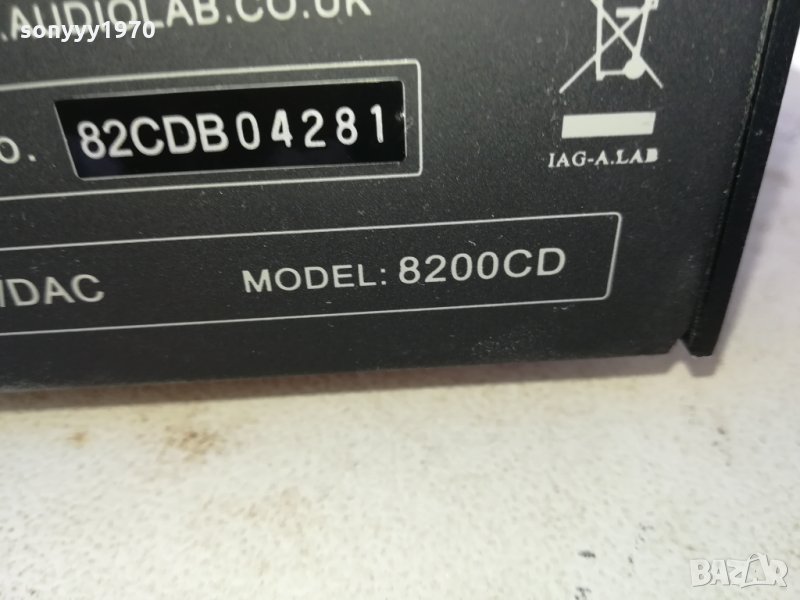 sonyyy1970
.AUDIOLAB.CO.UK
o. 82CDB04281
IAG-A.LAB
/DAC MODEL: 8200CD
BAZAR